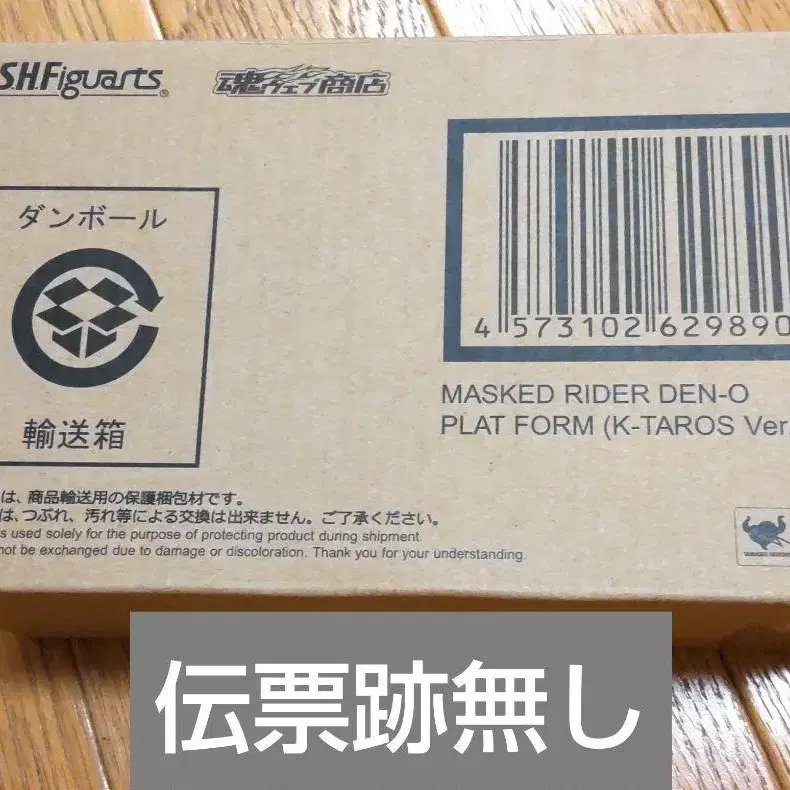 S.H.Figuarts
魂ウェブ商店
ダンボール
輸送箱
4 573102 629890
MASKED RIDER DEN-O
PLAT FORM (K-TAROS Ver.
は、商品輸送用の保護梱包材です。
は、つぶれ、汚れ等による交換は出来ません。ご了承ください。
s used solely for the purpose of protecting product during shipment.
not be exchanged due to damage or discoloration. Thank you for your understanding.
伝票跡無し